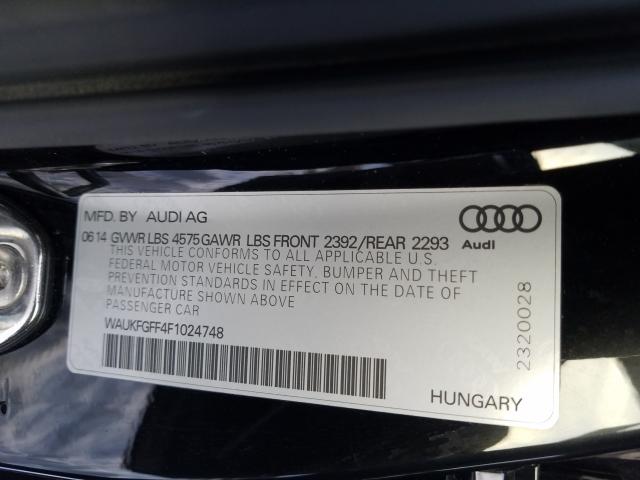 MFD. BY AUDI AG
06 14 GVWR LBS 4575 GAWR LBS FRONT 2392/REAR 2293
Audi
THIS VEHICLE CONFORMS TO ALL APPLICABLE U.S.
FEDERAL MOTOR VEHICLE SAFETY, BUMPER AND THEFT
PREVENTION STANDARDS IN EFFECT ON THE DATE OF
MANUFACTURE SHOWN ABOVE
PASSENGER CAR
WAUKFGFF4F1024748
HUNGARY
2320028